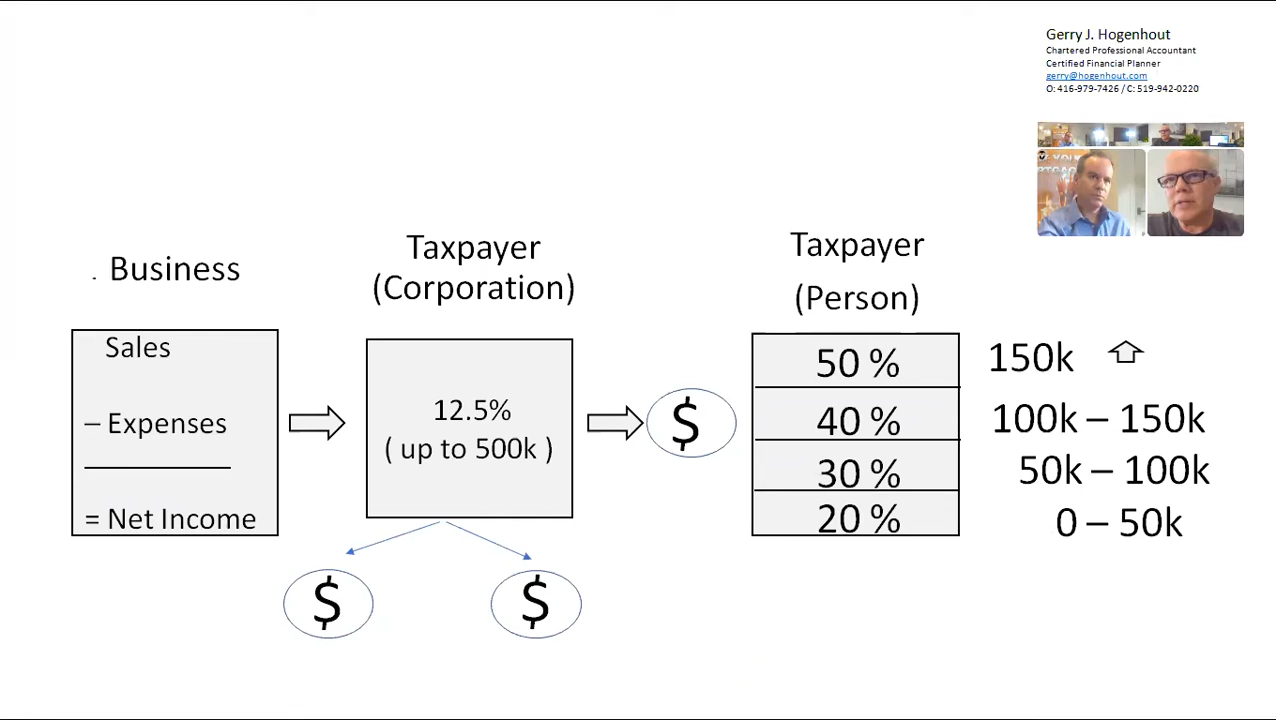 Gerry J. Hogenhout
Chartered Professional Accountant
Certified Financial Planner
gerry@hogenhout.com
O: 416-979-7426 / C: 519-942-0220
. Business
Sales
– Expenses
= Net Income
Taxpayer
(Corporation)
12.5%
( up to 500k )
$
$
$
Taxpayer
(Person)
50 % 150k
40 % 100k – 150k
30 % 50k – 100k
20 % 0 – 50k